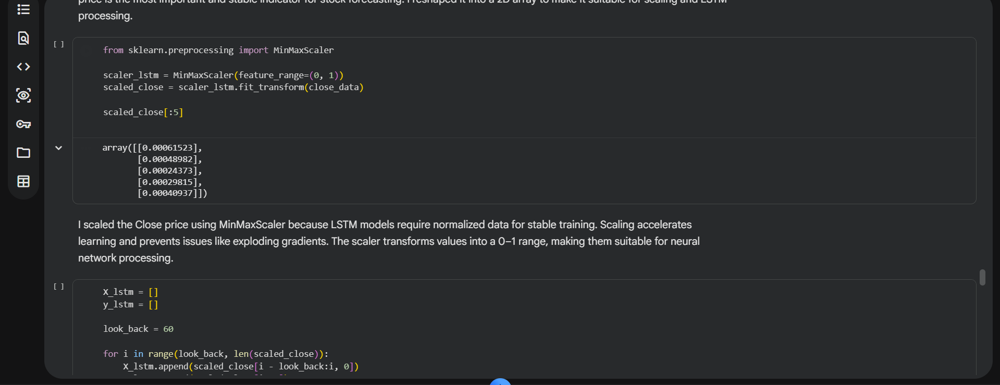 price is the most important and stable indicator for stock forecasting. I reshaped it into a 2D array to make it suitable for scaling and LSTM
processing.
[ ]
from sklearn.preprocessing import MinMaxScaler
scaler_lstm = MinMaxScaler(feature_range=(0, 1))
scaled_close = scaler_lstm.fit_transform(close_data)
scaled_close[:5]
array([[0.00061523],
[0.00048982],
[0.00024373],
[0.00029815],
[0.00040937]])
I scaled the Close price using MinMaxScaler because LSTM models require normalized data for stable training. Scaling accelerates
learning and prevents issues like exploding gradients. The scaler transforms values into a 0–1 range, making them suitable for neural
network processing.
[ ]
X_lstm = []
y_lstm = []
look_back = 60
for i in range(look_back, len(scaled_close)):
X_lstm.append(scaled_close[i - look_back:i, 0])